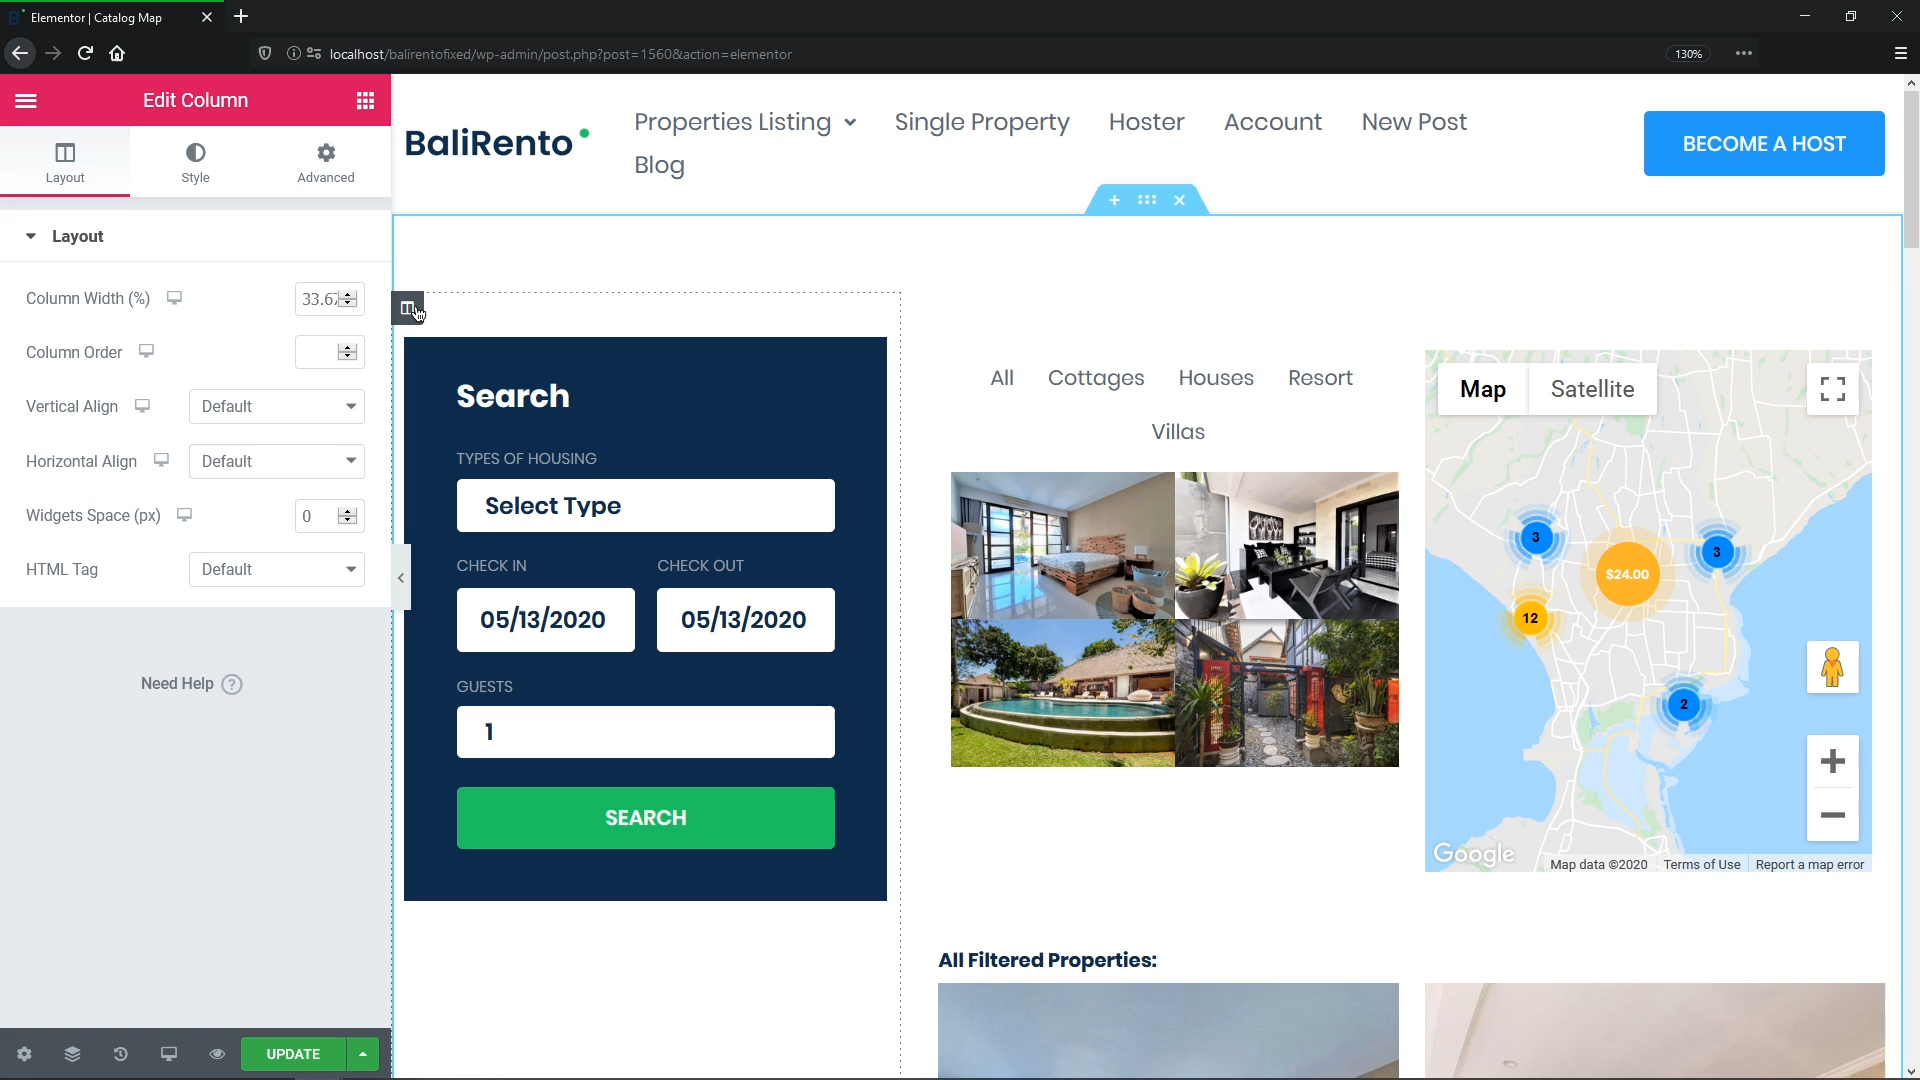 Elementor | Catalog Map
localhost/balirentofixed/wp-admin/post.php?post=1560&action=elementor
130%
Edit Column
Layout
Style
Advanced
Layout
Column Width (%)
33.67
Column Order
Vertical Align
Default
Horizontal Align
Default
Widgets Space (px)
0
HTML Tag
Default
Need Help ?
UPDATE
BaliRento
Properties Listing
Single Property
Hoster
Account
New Post
Blog
BECOME A HOST
Search
TYPES OF HOUSING
Select Type
CHECK IN
CHECK OUT
05/13/2020
05/13/2020
GUESTS
1
SEARCH
All
Cottages
Houses
Resort
Villas
Map
Satellite
3
3
$24.00
12
2
Google
Map data ©2020
Terms of Use
Report a map error
All Filtered Properties: